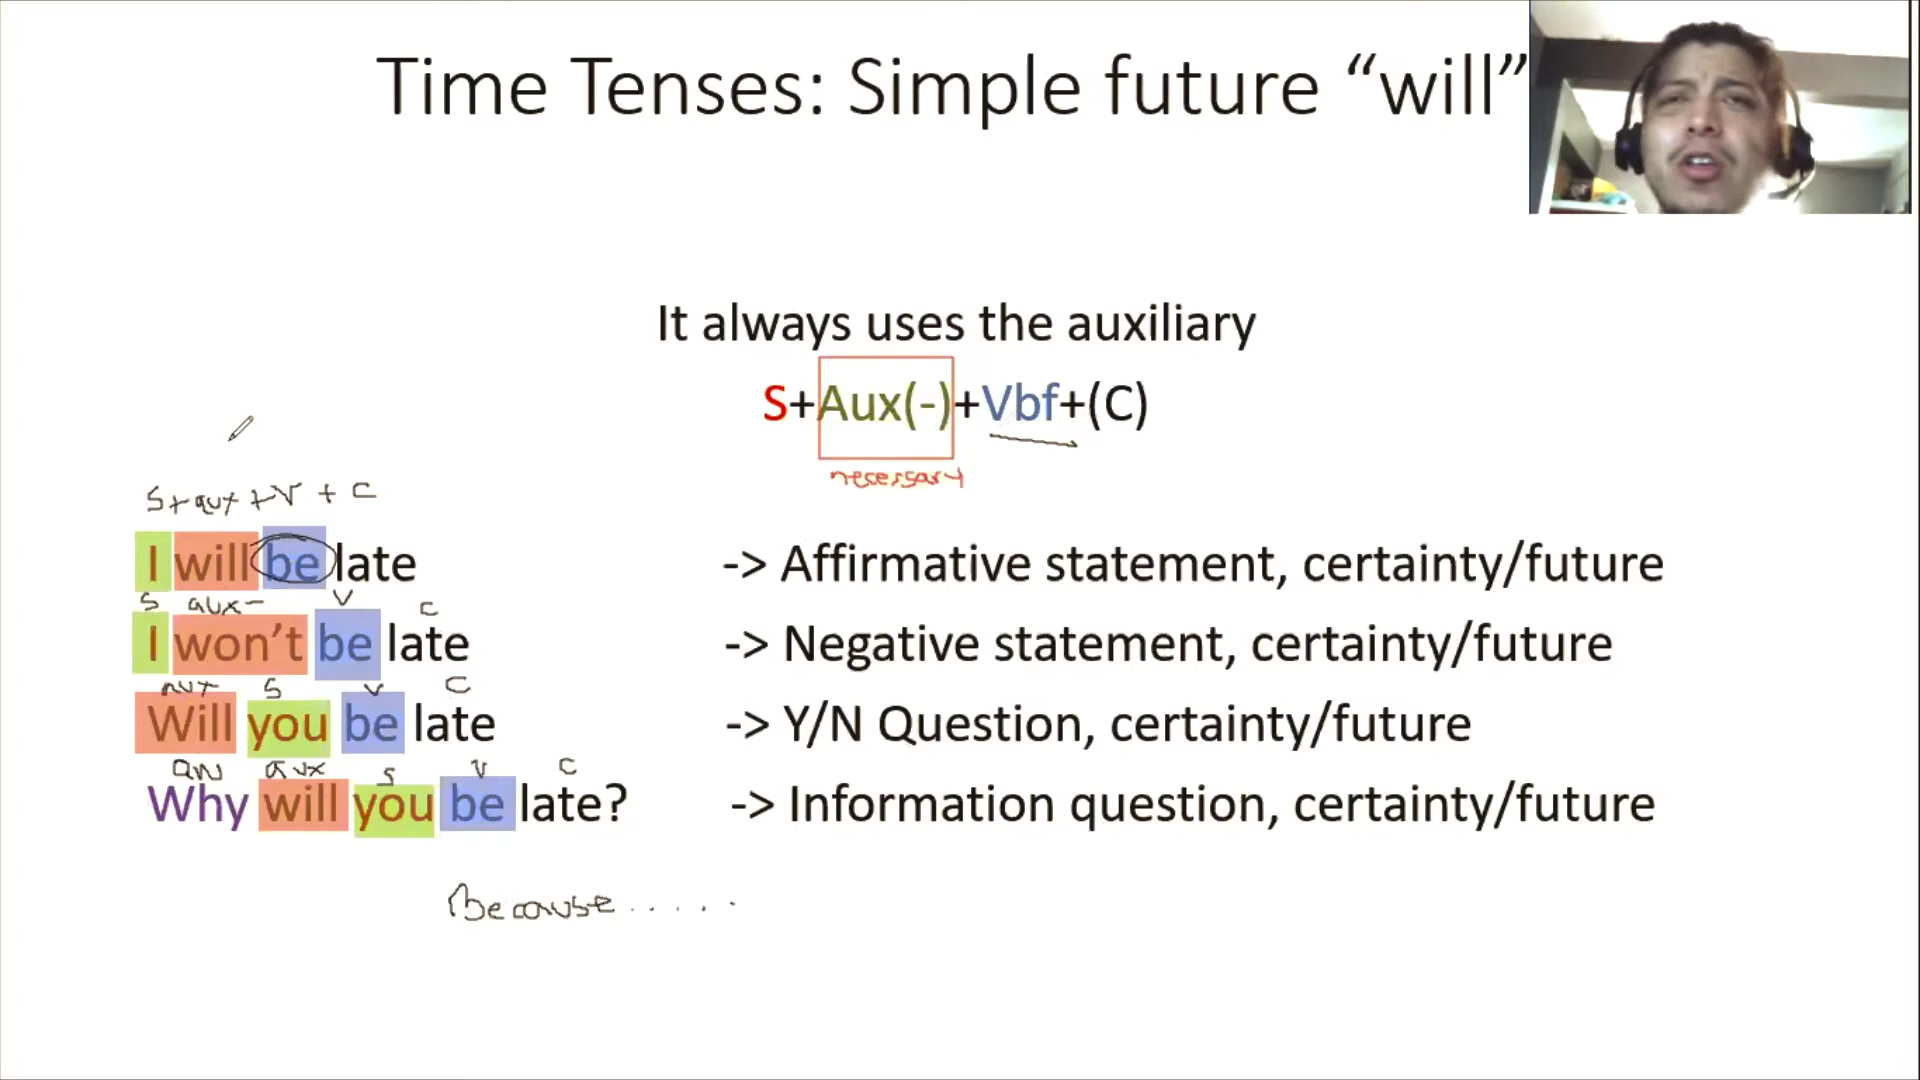 Time Tenses: Simple future “will”
It always uses the auxiliary
S+Aux(-)+Vbf+(C)
necessary
S+aux+V+C
I will be late -> Affirmative statement, certainty/future
S aux- V C
I won’t be late -> Negative statement, certainty/future
aux S V C
Will you be late -> Y/N Question, certainty/future
QW aux S V C
Why will you be late? -> Information question, certainty/future
Because.....